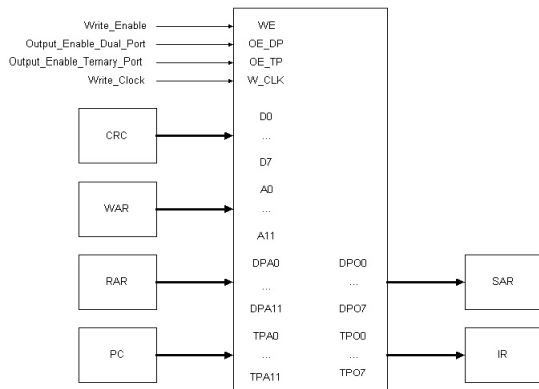 Write_Enable WE
Output_Enable_Dual_Port OE_DP
Output_Enable_Ternary_Port OE_TP
Write_Clock W_CLK
D0
CRC ...
D7
A0
WAR ...
A11
DPA0 DPO0
RAR ... ... SAR
DPA11 DPO7
TPA0 TPO0
PC ... ... IR
TPA11 TPO7